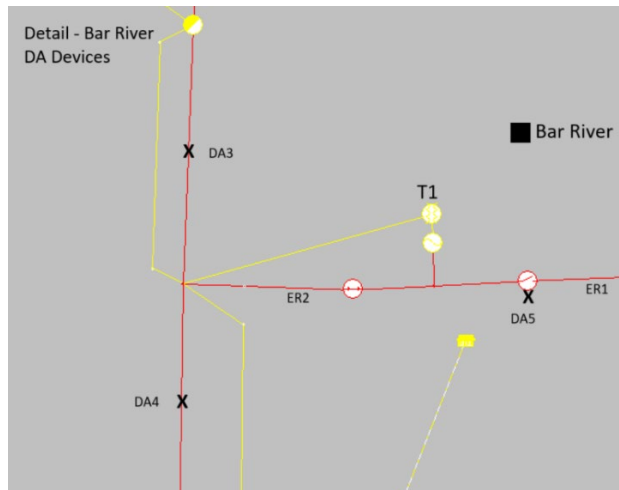 Detail - Bar River
DA Devices
X DA3
Bar River
T1
ER2
ER1
X
DA5
DA4 X